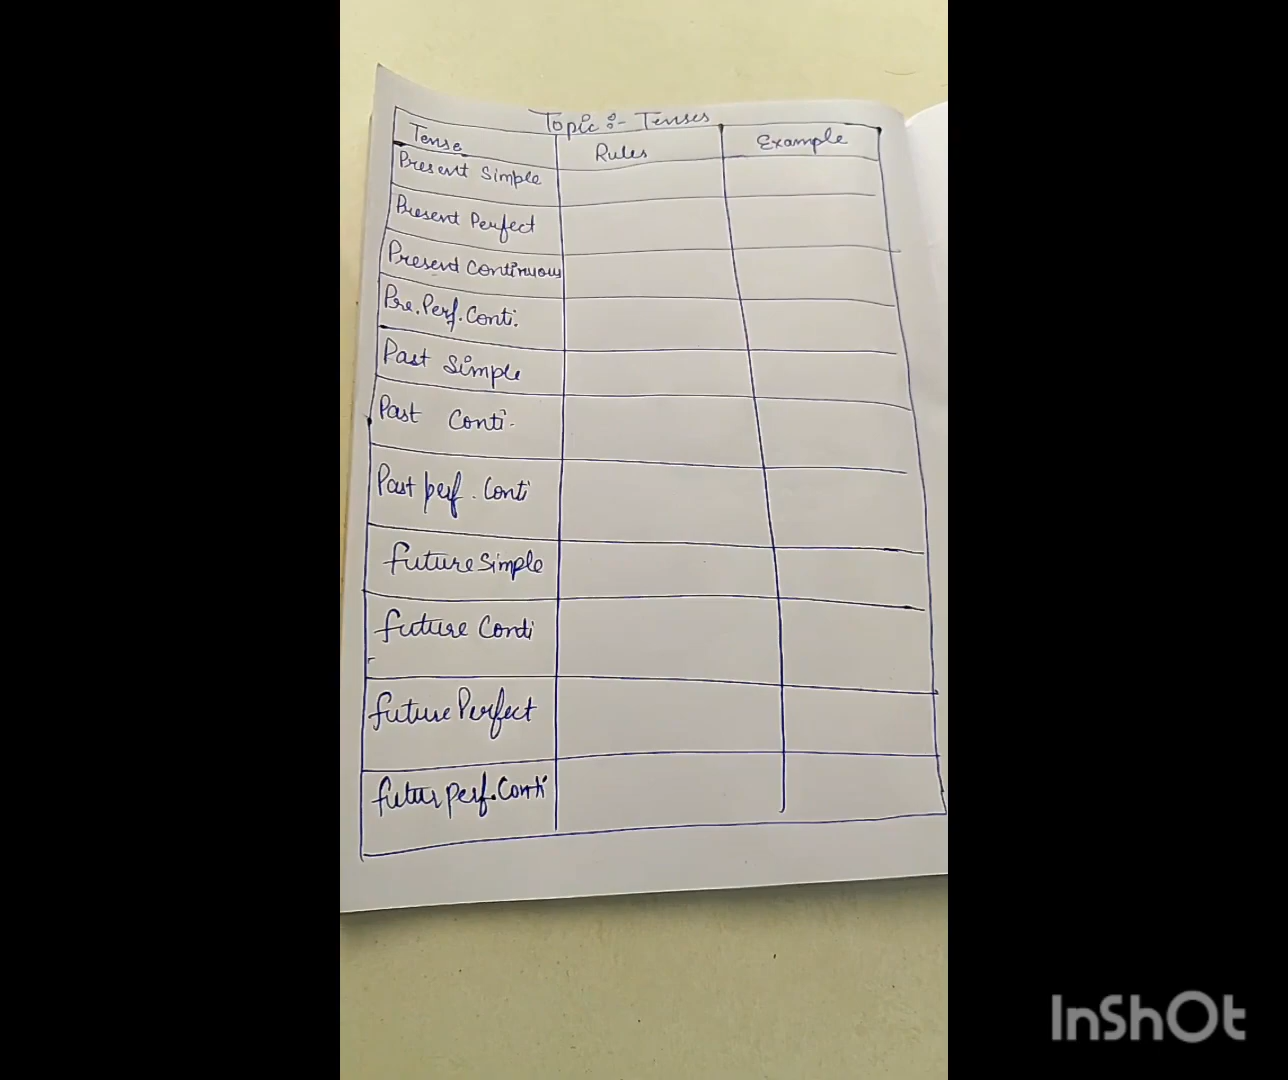 Topic :- Tenses
Tense Rules Example
Present Simple
Present Perfect
Present Continuous
Pre. Perf. Conti.
Past Simple
Past Conti.
Past perf. Conti
future Simple
future Conti
future Perfect
futur perf. Conti
InShOt